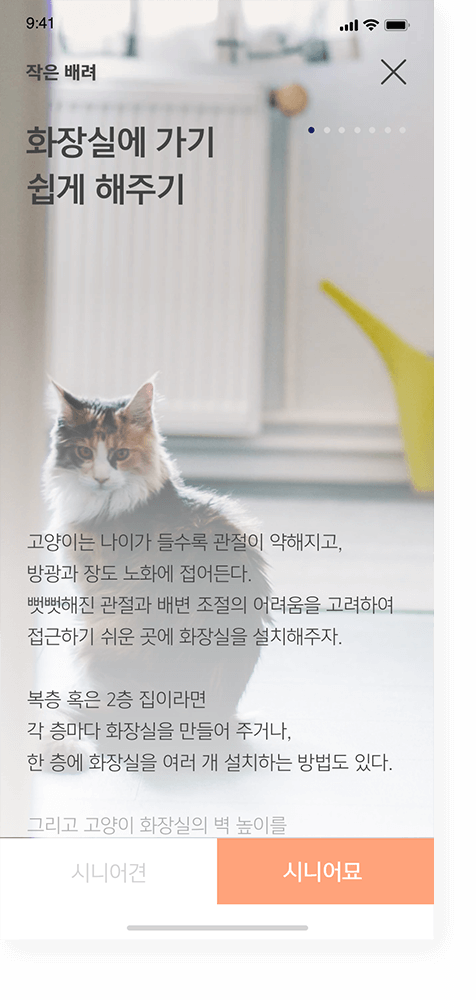 9:41
작은 배려
화장실에 가기
쉽게 해주기
고양이는 나이가 들수록 관절이 약해지고,
방광과 장도 노화에 접어든다.
뻣뻣해진 관절과 배변 조절의 어려움을 고려하여
접근하기 쉬운 곳에 화장실을 설치해주자.
복층 혹은 2층 집이라면
각 층마다 화장실을 만들어 주거나,
한 층에 화장실을 여러 개 설치하는 방법도 있다.
그리고 고양이 화장실의 벽 높이를
시니어견
시니어묘